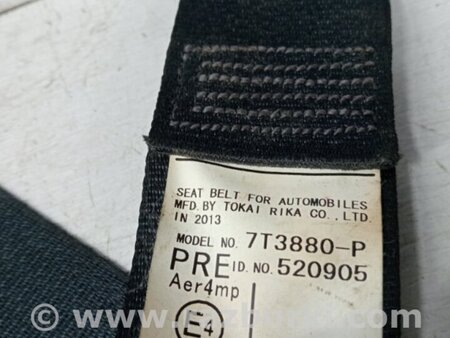 SEAT BELT FOR AUTOMOBILES
MFD. BY TOKAI RIKA CO., LTD.
IN 2013
MODEL NO. 7T3880-P
PRE ID. NO. 520905
Aer4mp
E4